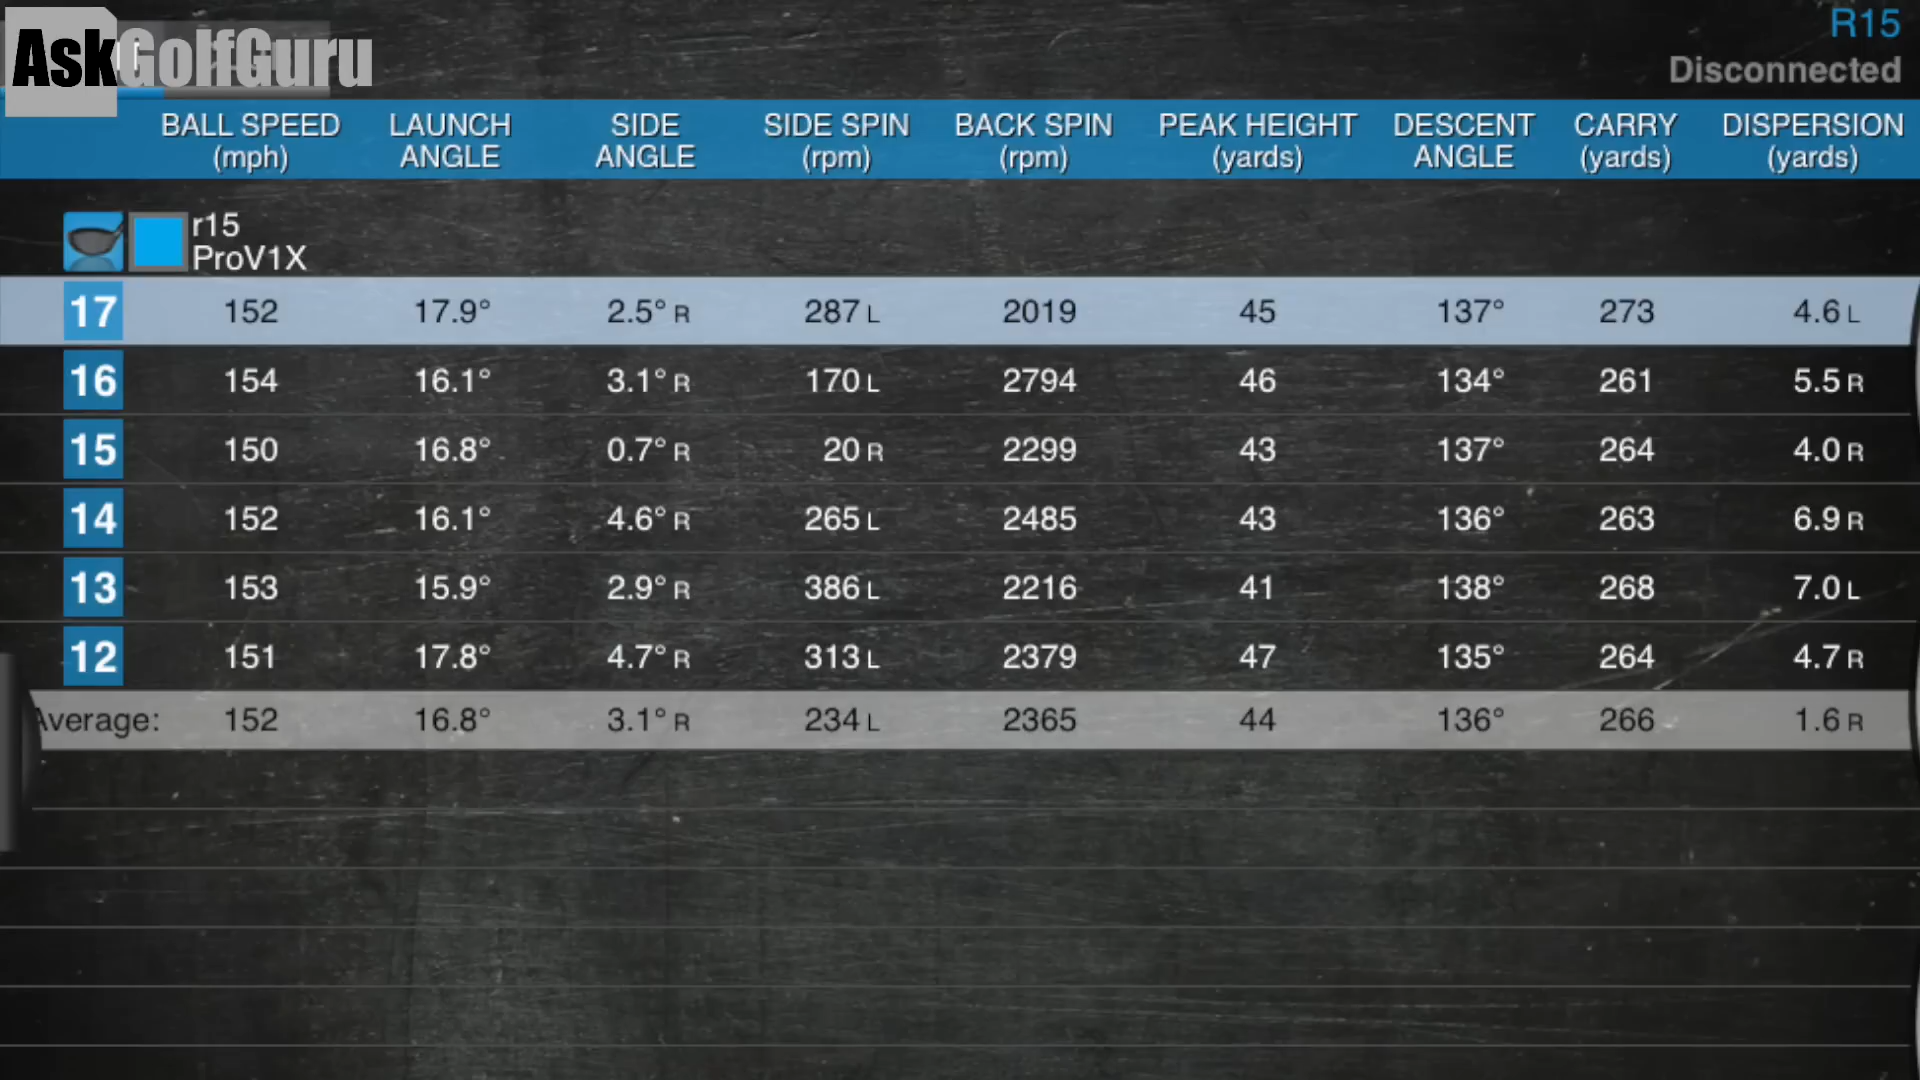 AskGolfGuru
R15
Disconnected
BALL SPEED (mph) LAUNCH ANGLE SIDE ANGLE SIDE SPIN (rpm) BACK SPIN (rpm) PEAK HEIGHT (yards) DESCENT ANGLE CARRY (yards) DISPERSION (yards)
r15
ProV1X
17 152 17.9° 2.5° R 287 L 2019 45 137° 273 4.6 L
16 154 16.1° 3.1° R 170 L 2794 46 134° 261 5.5 R
15 150 16.8° 0.7° R 20 R 2299 43 137° 264 4.0 R
14 152 16.1° 4.6° R 265 L 2485 43 136° 263 6.9 R
13 153 15.9° 2.9° R 386 L 2216 41 138° 268 7.0 L
12 151 17.8° 4.7° R 313 L 2379 47 135° 264 4.7 R
Average: 152 16.8° 3.1° R 234 L 2365 44 136° 266 1.6 R